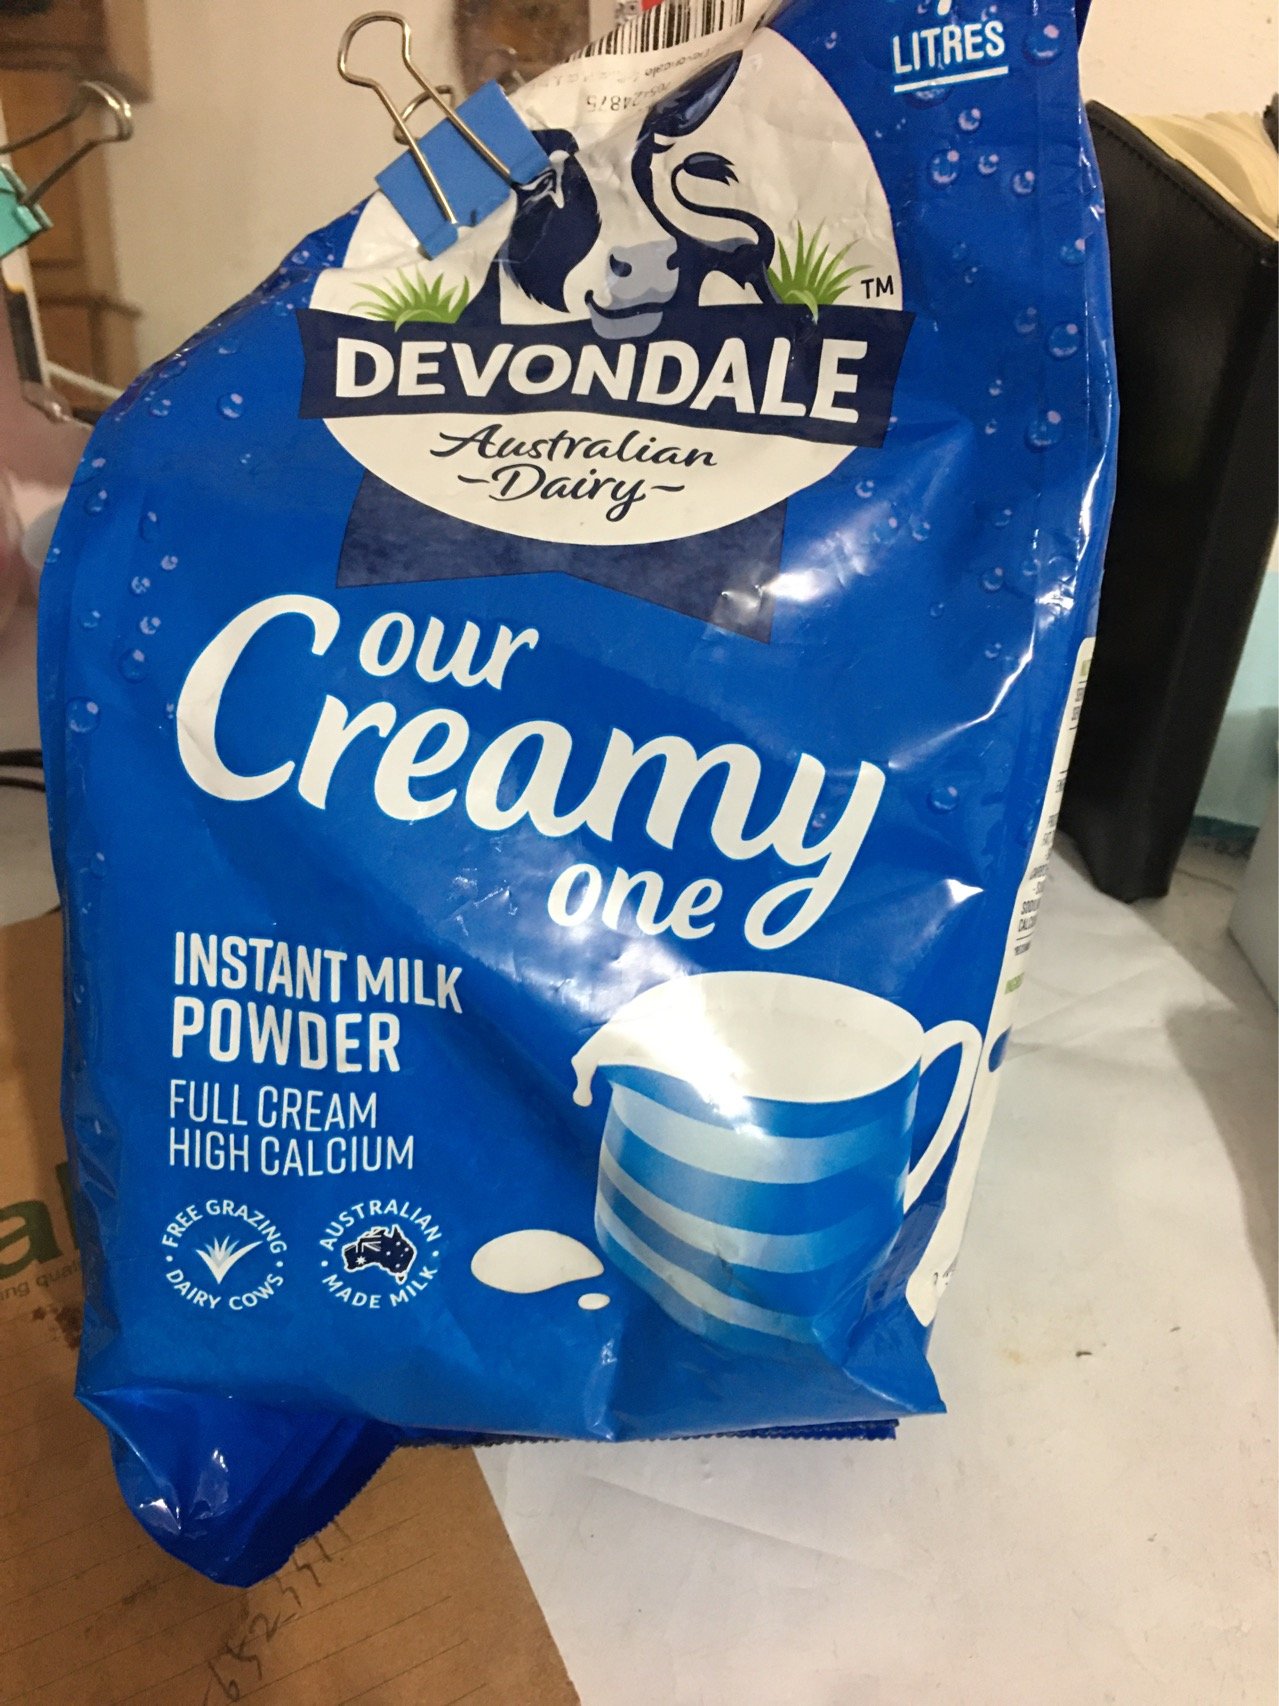 LITRES
DEVONDALE
TM
Australian
-Dairy-
our
Creamy
one
INSTANT MILK
POWDER
FULL CREAM
HIGH CALCIUM
FREE GRAZING
• DAIRY COWS •
AUSTRALIAN
• MADE MILK •